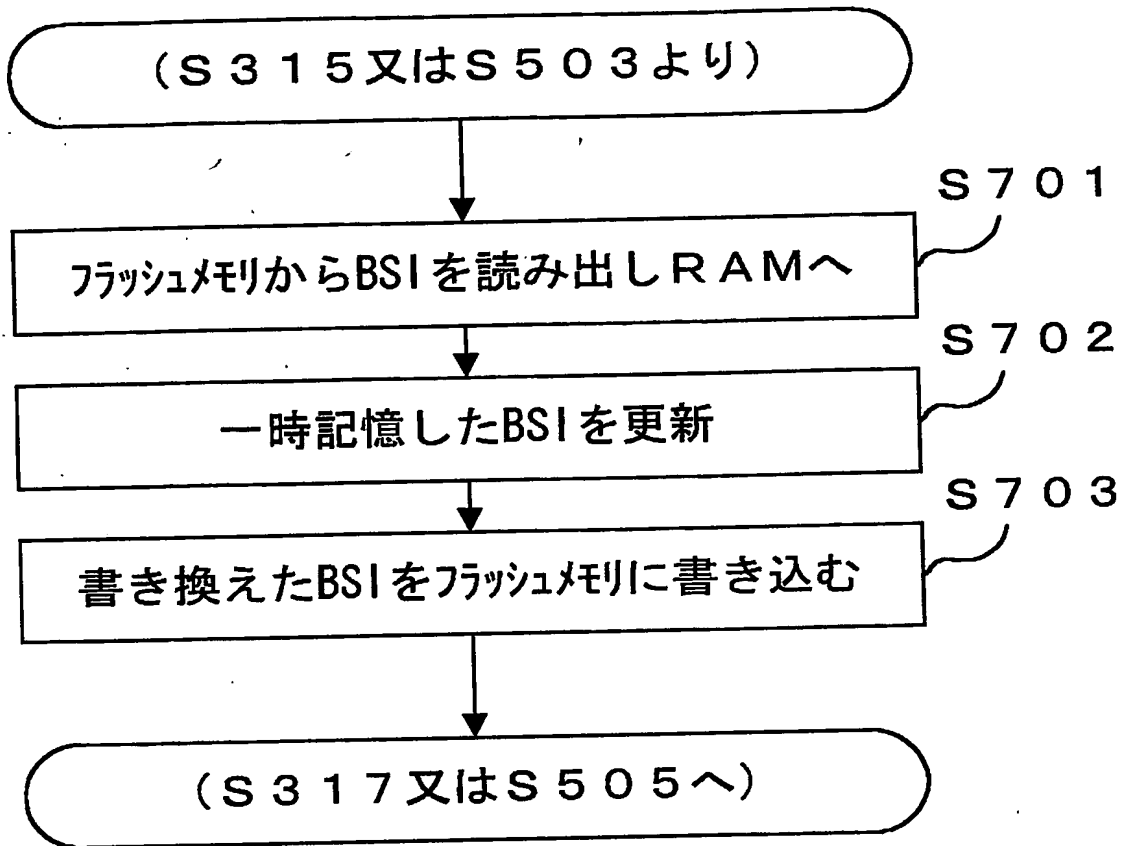 (S315又はS503より)
S701
フラッシュメモリからBSIを読み出しRAMへ
S702
一時記憶したBSIを更新
S703
書き換えたBSIをフラッシュメモリに書き込む
(S317又はS505へ)